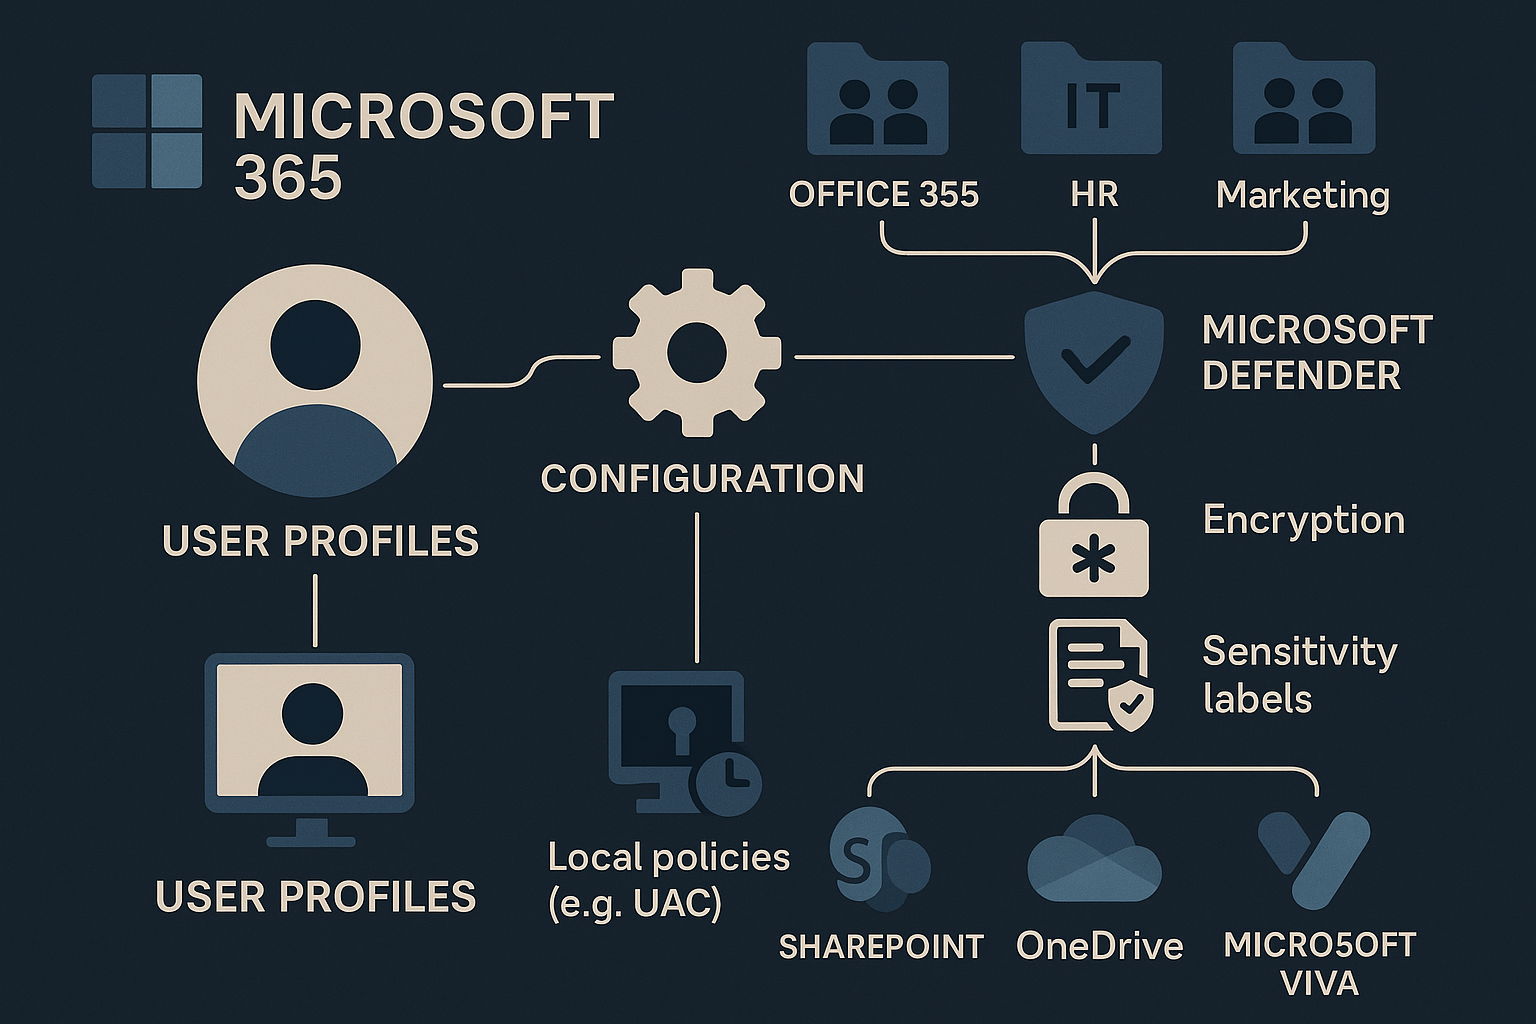 MICROSOFT
365
IT
OFFICE 355
HR
Marketing
MICROSOFT
DEFENDER
CONFIGURATION
USER PROFILES
Encryption
Sensitivity
labels
USER PROFILES
Local policies
(e.g. UAC)
S
SHAREPOINT
OneDrive
MICRO5OFT
VIVA